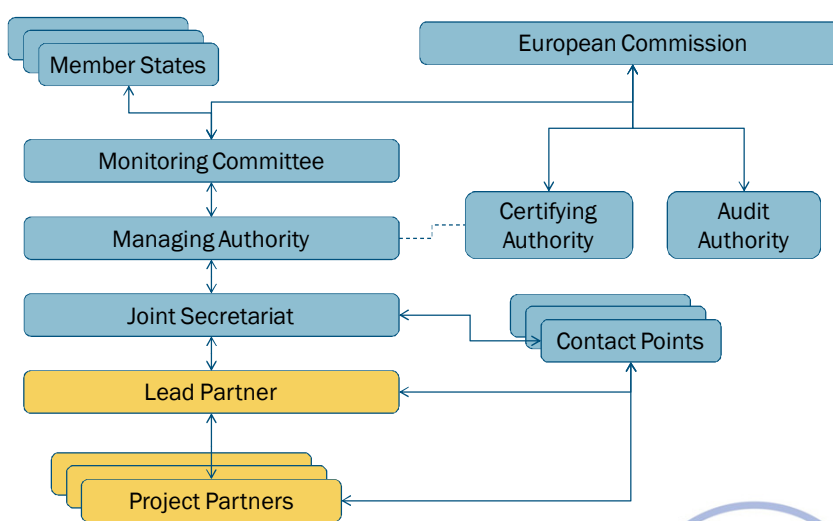 European Commission
Member States
Monitoring Committee
Managing Authority
Certifying
Authority
Audit
Authority
Joint Secretariat
Contact Points
Lead Partner
Project Partners